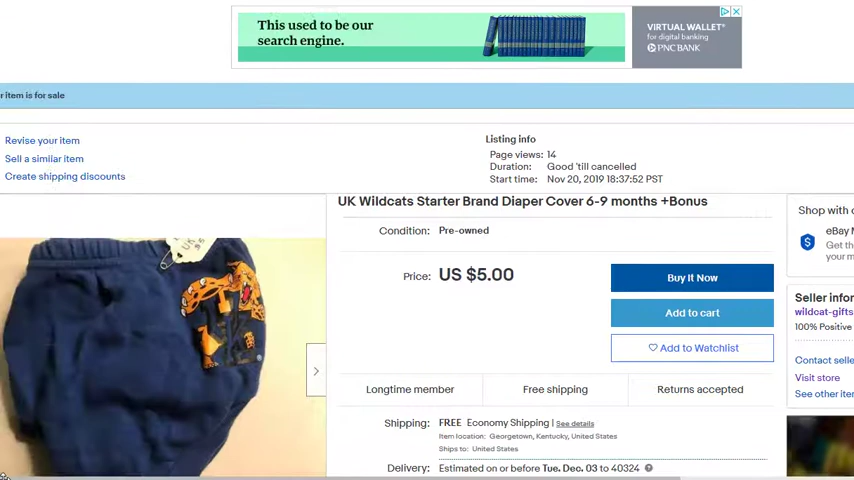 This used to be our
search engine.
VIRTUAL WALLET®
for digital banking
PNC BANK
r item is for sale
Revise your item
Sell a similar item
Create shipping discounts
Listing info
Page views: 14
Duration: Good 'till cancelled
Start time: Nov 20, 2019 18:37:52 PST
UK Wildcats Starter Brand Diaper Cover 6-9 months +Bonus
Condition: Pre-owned
Price: US $5.00
Buy It Now
Add to cart
Add to Watchlist
Longtime member
Free shipping
Returns accepted
Shipping: FREE Economy Shipping | See details
Item location: Georgetown, Kentucky, United States
Ships to: United States
Delivery: Estimated on or before Tue. Dec. 03 to 40324
Shop with c
eBay M
Get the
your m
Seller infor
wildcat-gifts
100% Positive
Contact selle
Visit store
See other iter
UK